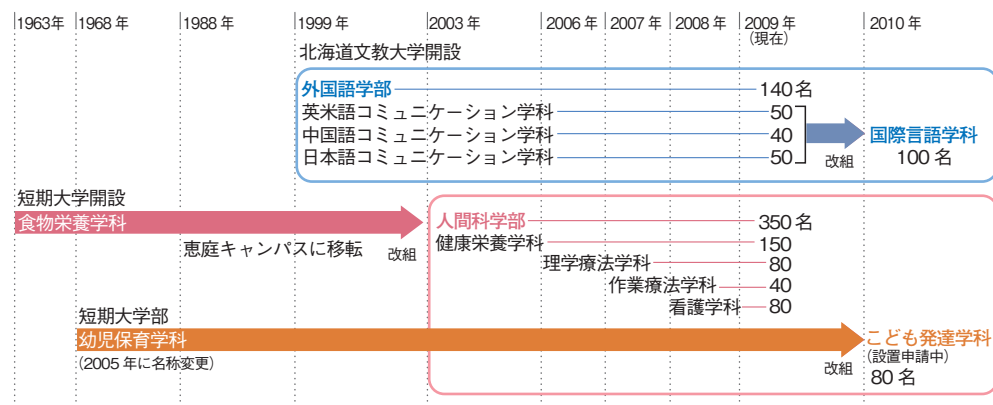 1963年 1968年 1988年 1999年 2003年 2006年 2007年 2008年 2009年 2010年
(現在)
北海道文教大学開設
外国語学部 140名
英米語コミュニケーション学科 50
中国語コミュニケーション学科 40
日本語コミュニケーション学科 50
改組
国際言語学科
100名
短期大学開設
食物栄養学科
恵庭キャンパスに移転
改組
人間科学部 350名
健康栄養学科 150
理学療法学科 80
作業療法学科 40
看護学科 80
短期大学部
幼児保育学科
(2005年に名称変更)
改組
こども発達学科
(設置申請中)
80名